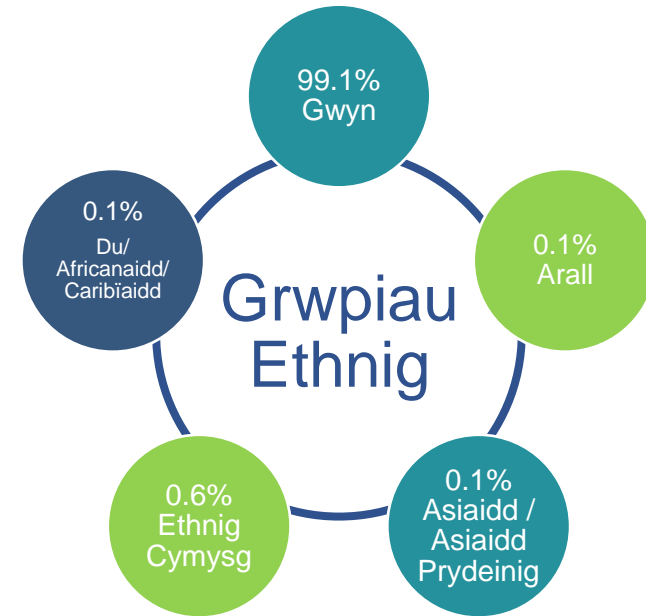 99.1%
Gwyn
0.1%
Arall
0.1%
Asiaidd /
Asiaidd
Prydeinig
0.6%
Ethnig
Cymysg
0.1%
Du/
Africanaidd/
Caribïaidd
Grwpiau
Ethnig